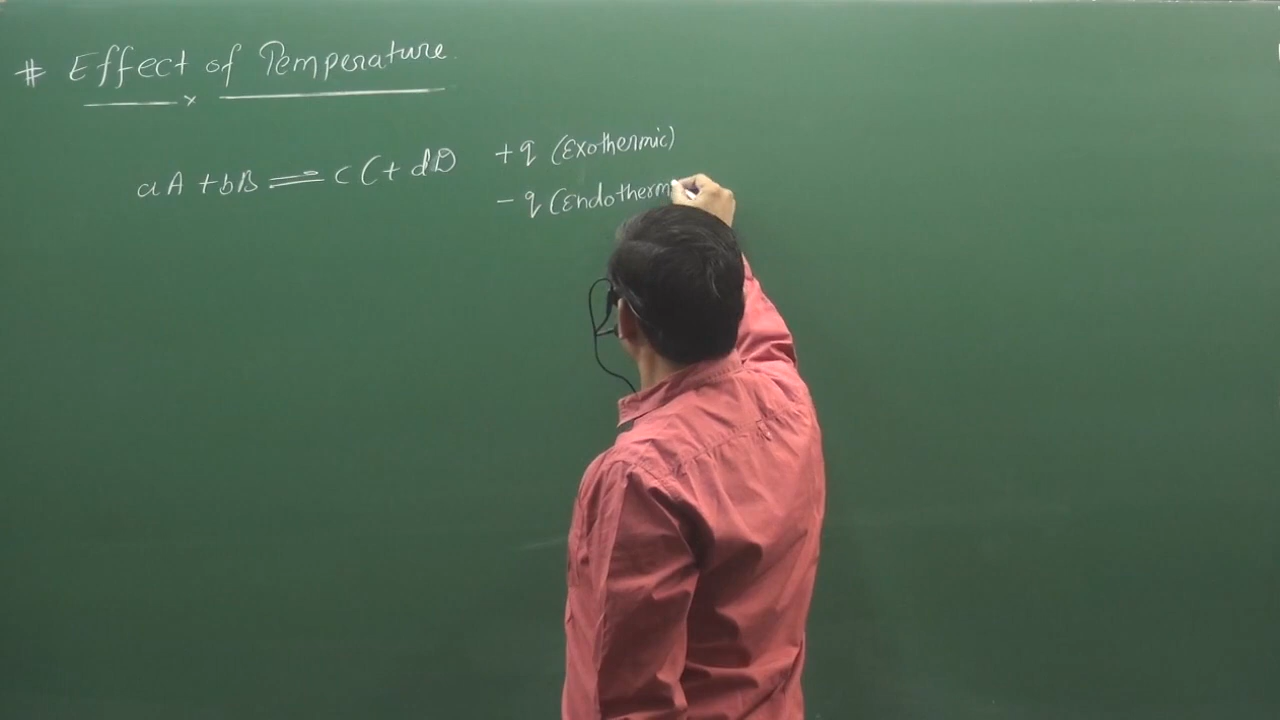 # Effect of Temperature
aA + bB ⇌ cC + dD +q (Exothermic)
- q (Endotherm